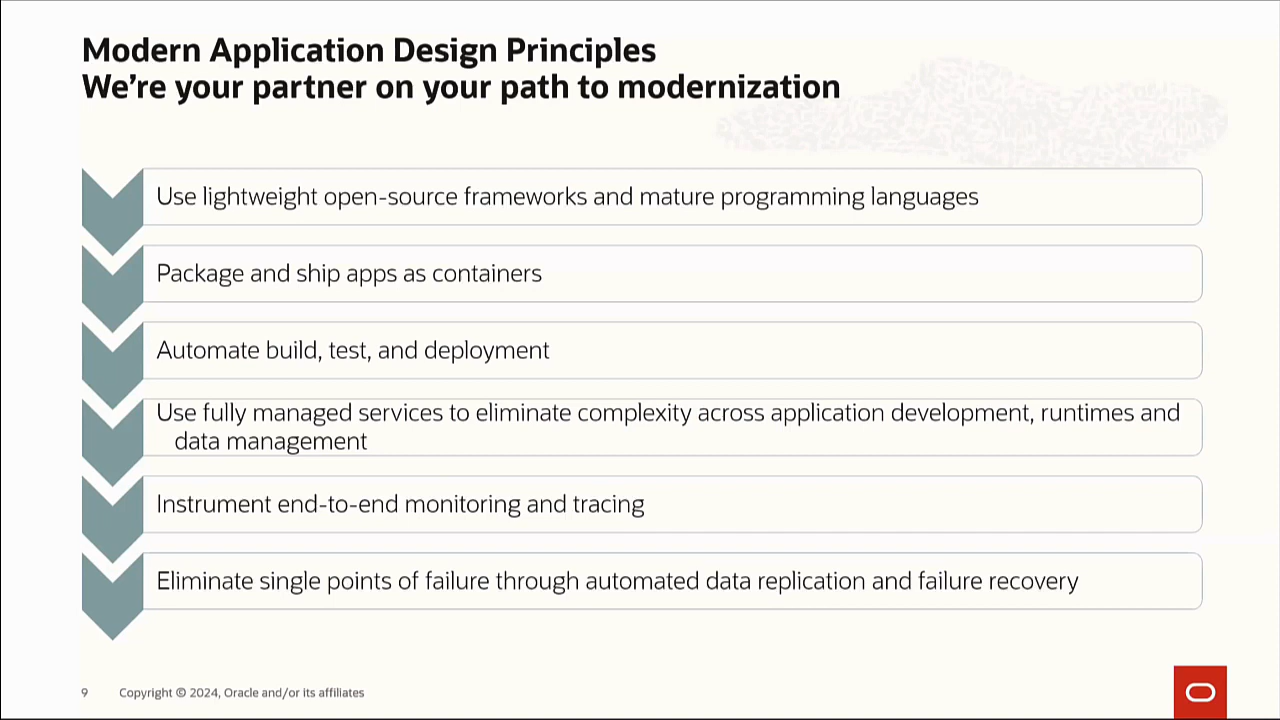 Modern Application Design Principles
We're your partner on your path to modernization
Use lightweight open-source frameworks and mature programming languages
Package and ship apps as containers
Automate build, test, and deployment
Use fully managed services to eliminate complexity across application development, runtimes and
data management
Instrument end-to-end monitoring and tracing
Eliminate single points of failure through automated data replication and failure recovery
9 Copyright © 2024, Oracle and/or its affiliates